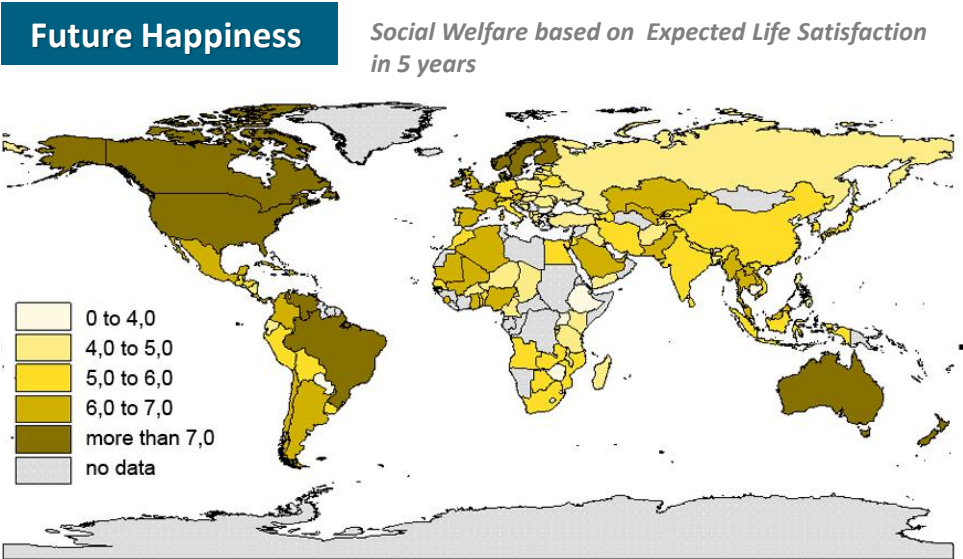 Future Happiness
Social Welfare based on Expected Life Satisfaction
in 5 years
0 to 4,0
4,0 to 5,0
5,0 to 6,0
6,0 to 7,0
more than 7,0
no data